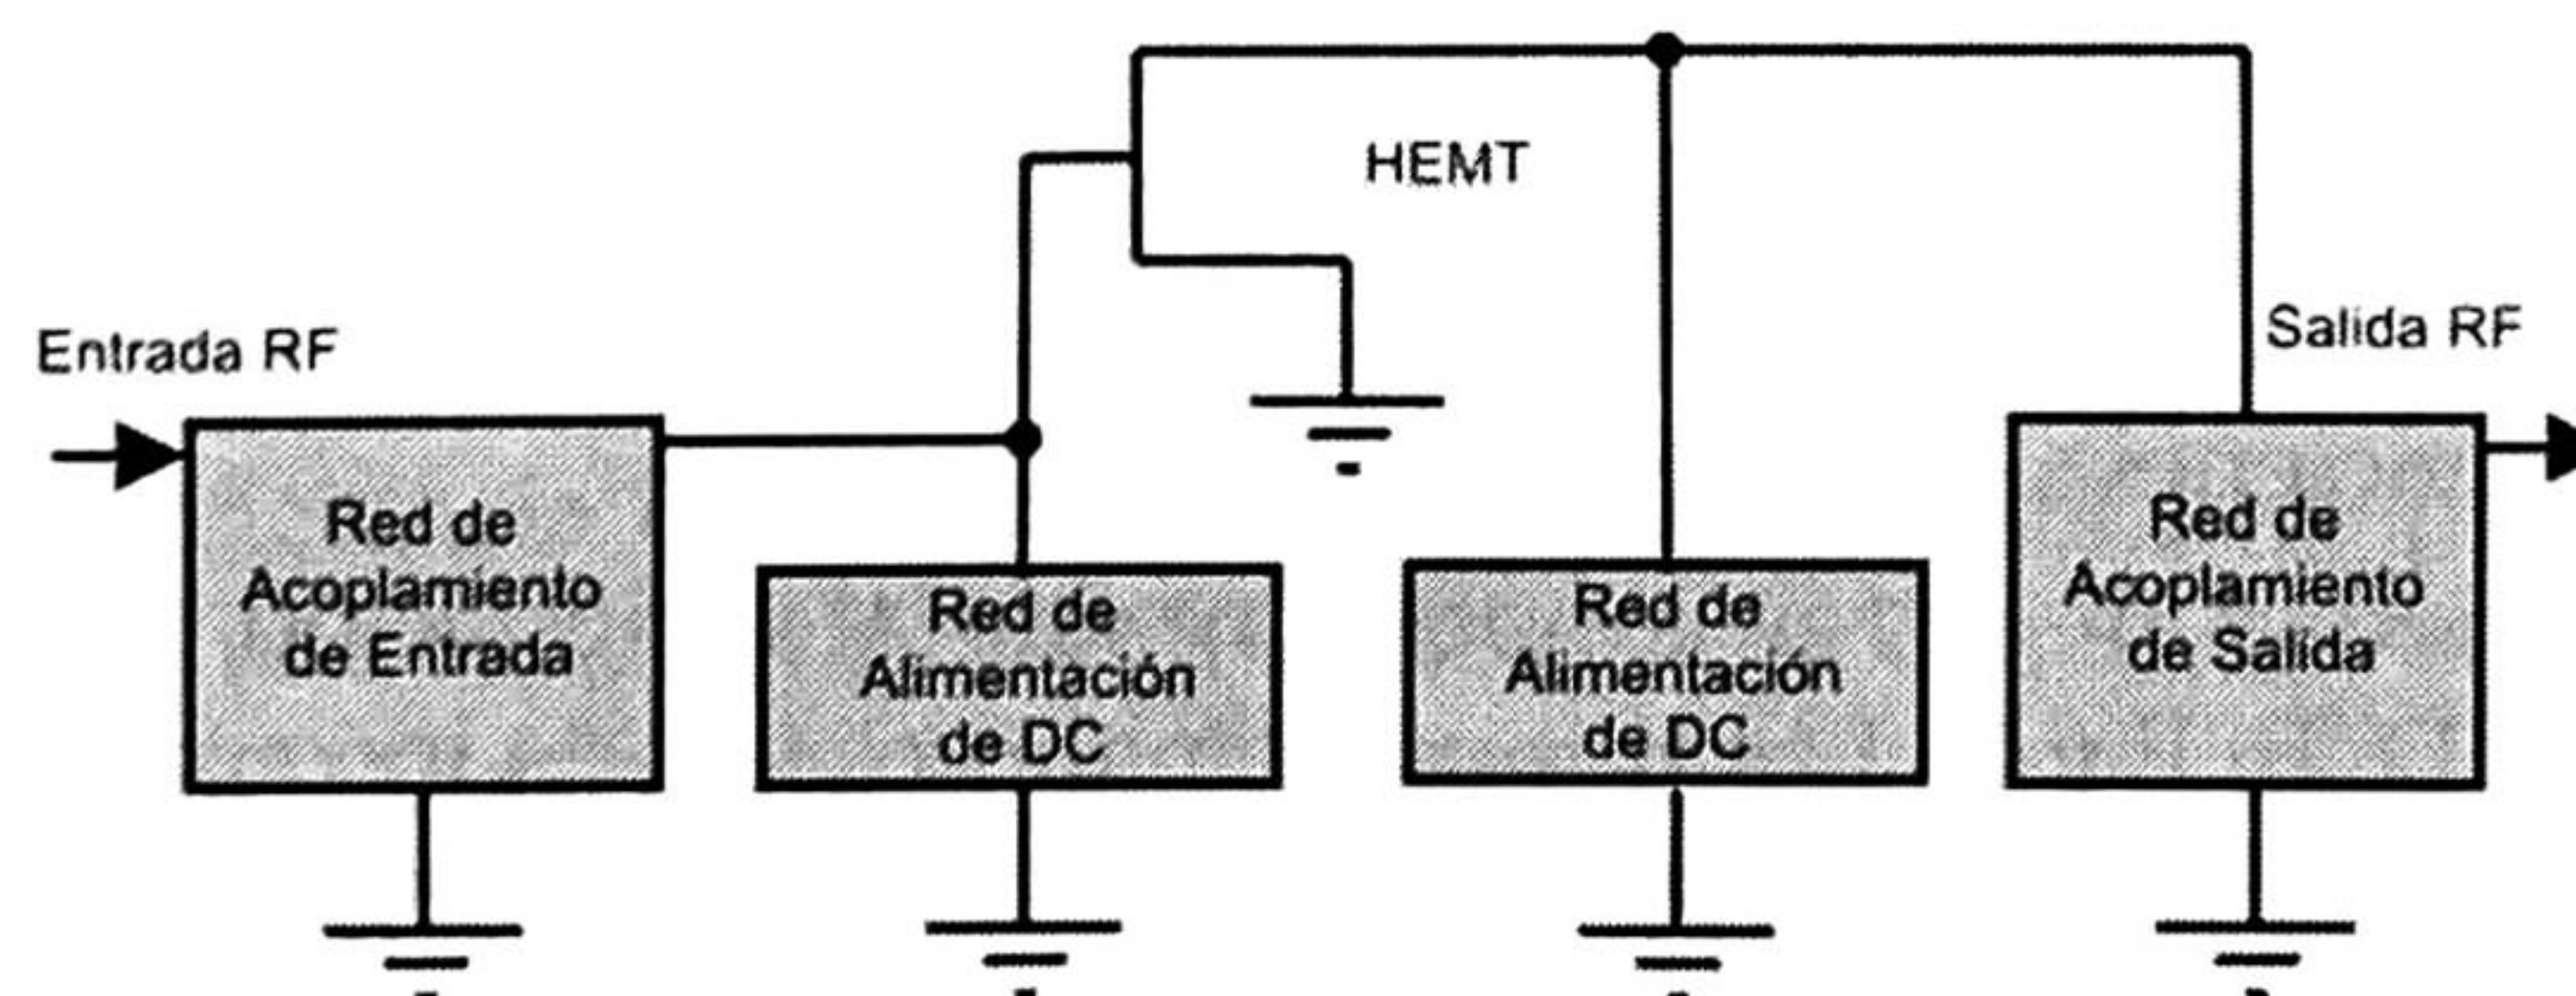 HEMT
Entrada RF
Salida RF
Red de
Acoplamiento
de Entrada
Red de
Alimentación
de DC
Red de
Alimentación
de DC
Red de
Acoplamiento
de Salida